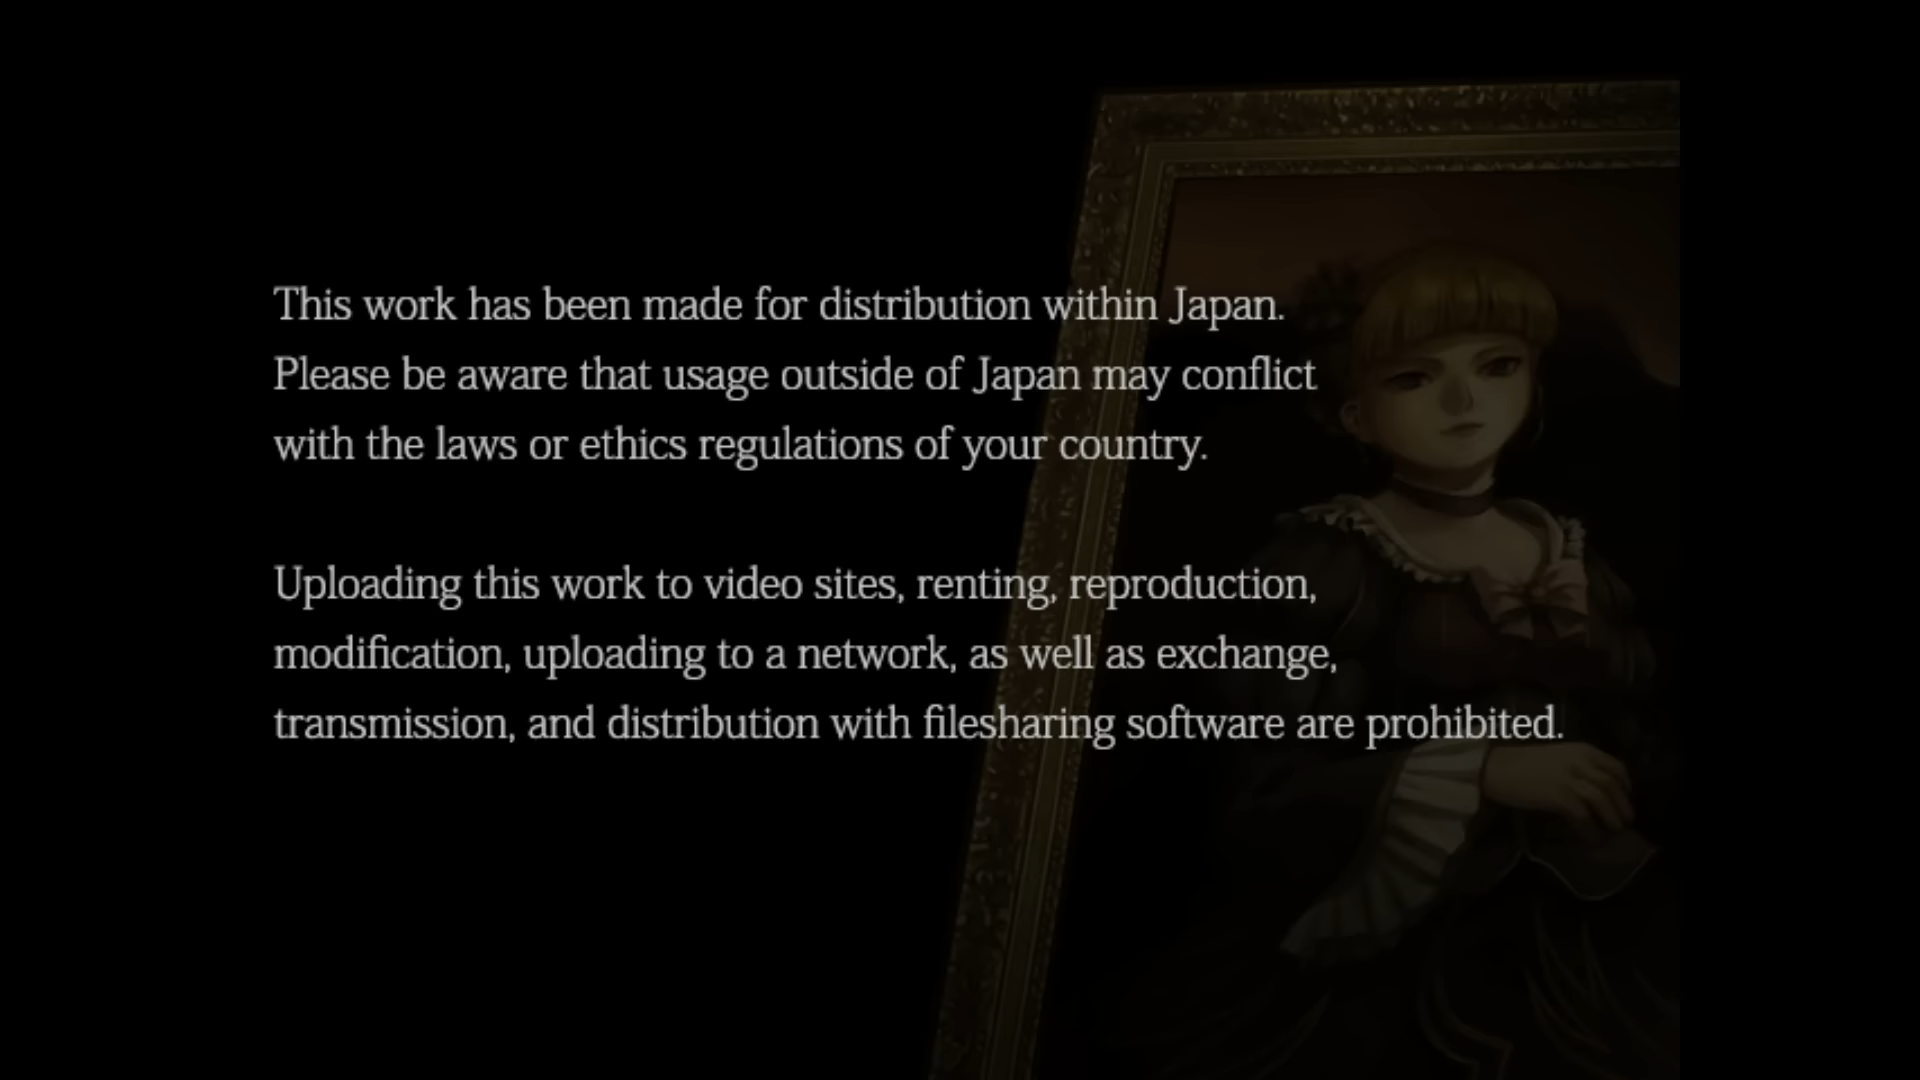 This work has been made for distribution within Japan.
Please be aware that usage outside of Japan may conflict
with the laws or ethics regulations of your country.
Uploading this work to video sites, renting, reproduction,
modification, uploading to a network, as well as exchange,
transmission, and distribution with filesharing software are prohibited.